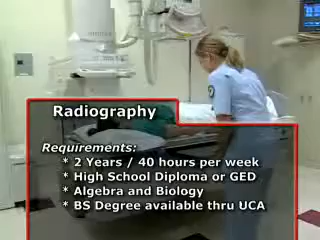 Radiography
Requirements:
* 2 Years / 40 hours per week
* High School Diploma or GED
* Algebra and Biology
* BS Degree available thru UCA